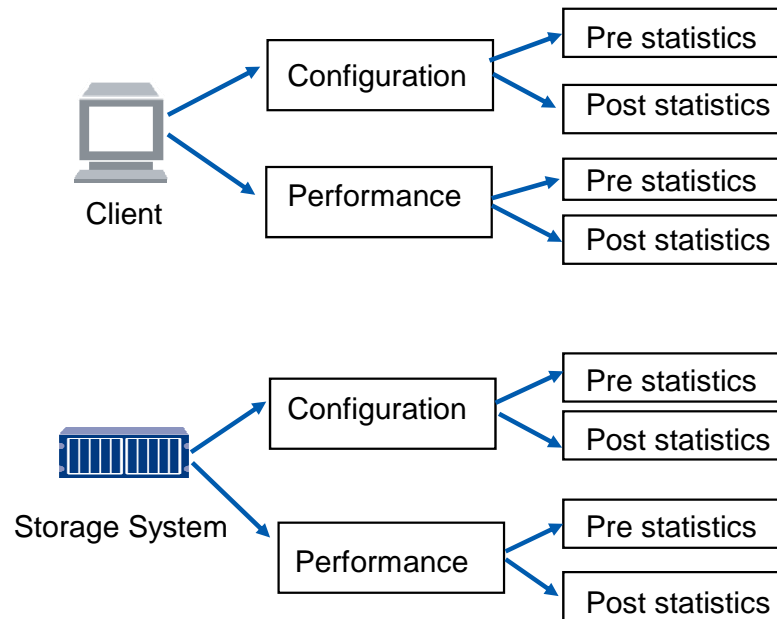 Configuration
Pre statistics
Post statistics
Client
Performance
Pre statistics
Post statistics
Storage System
Configuration
Pre statistics
Post statistics
Performance
Pre statistics
Post statistics